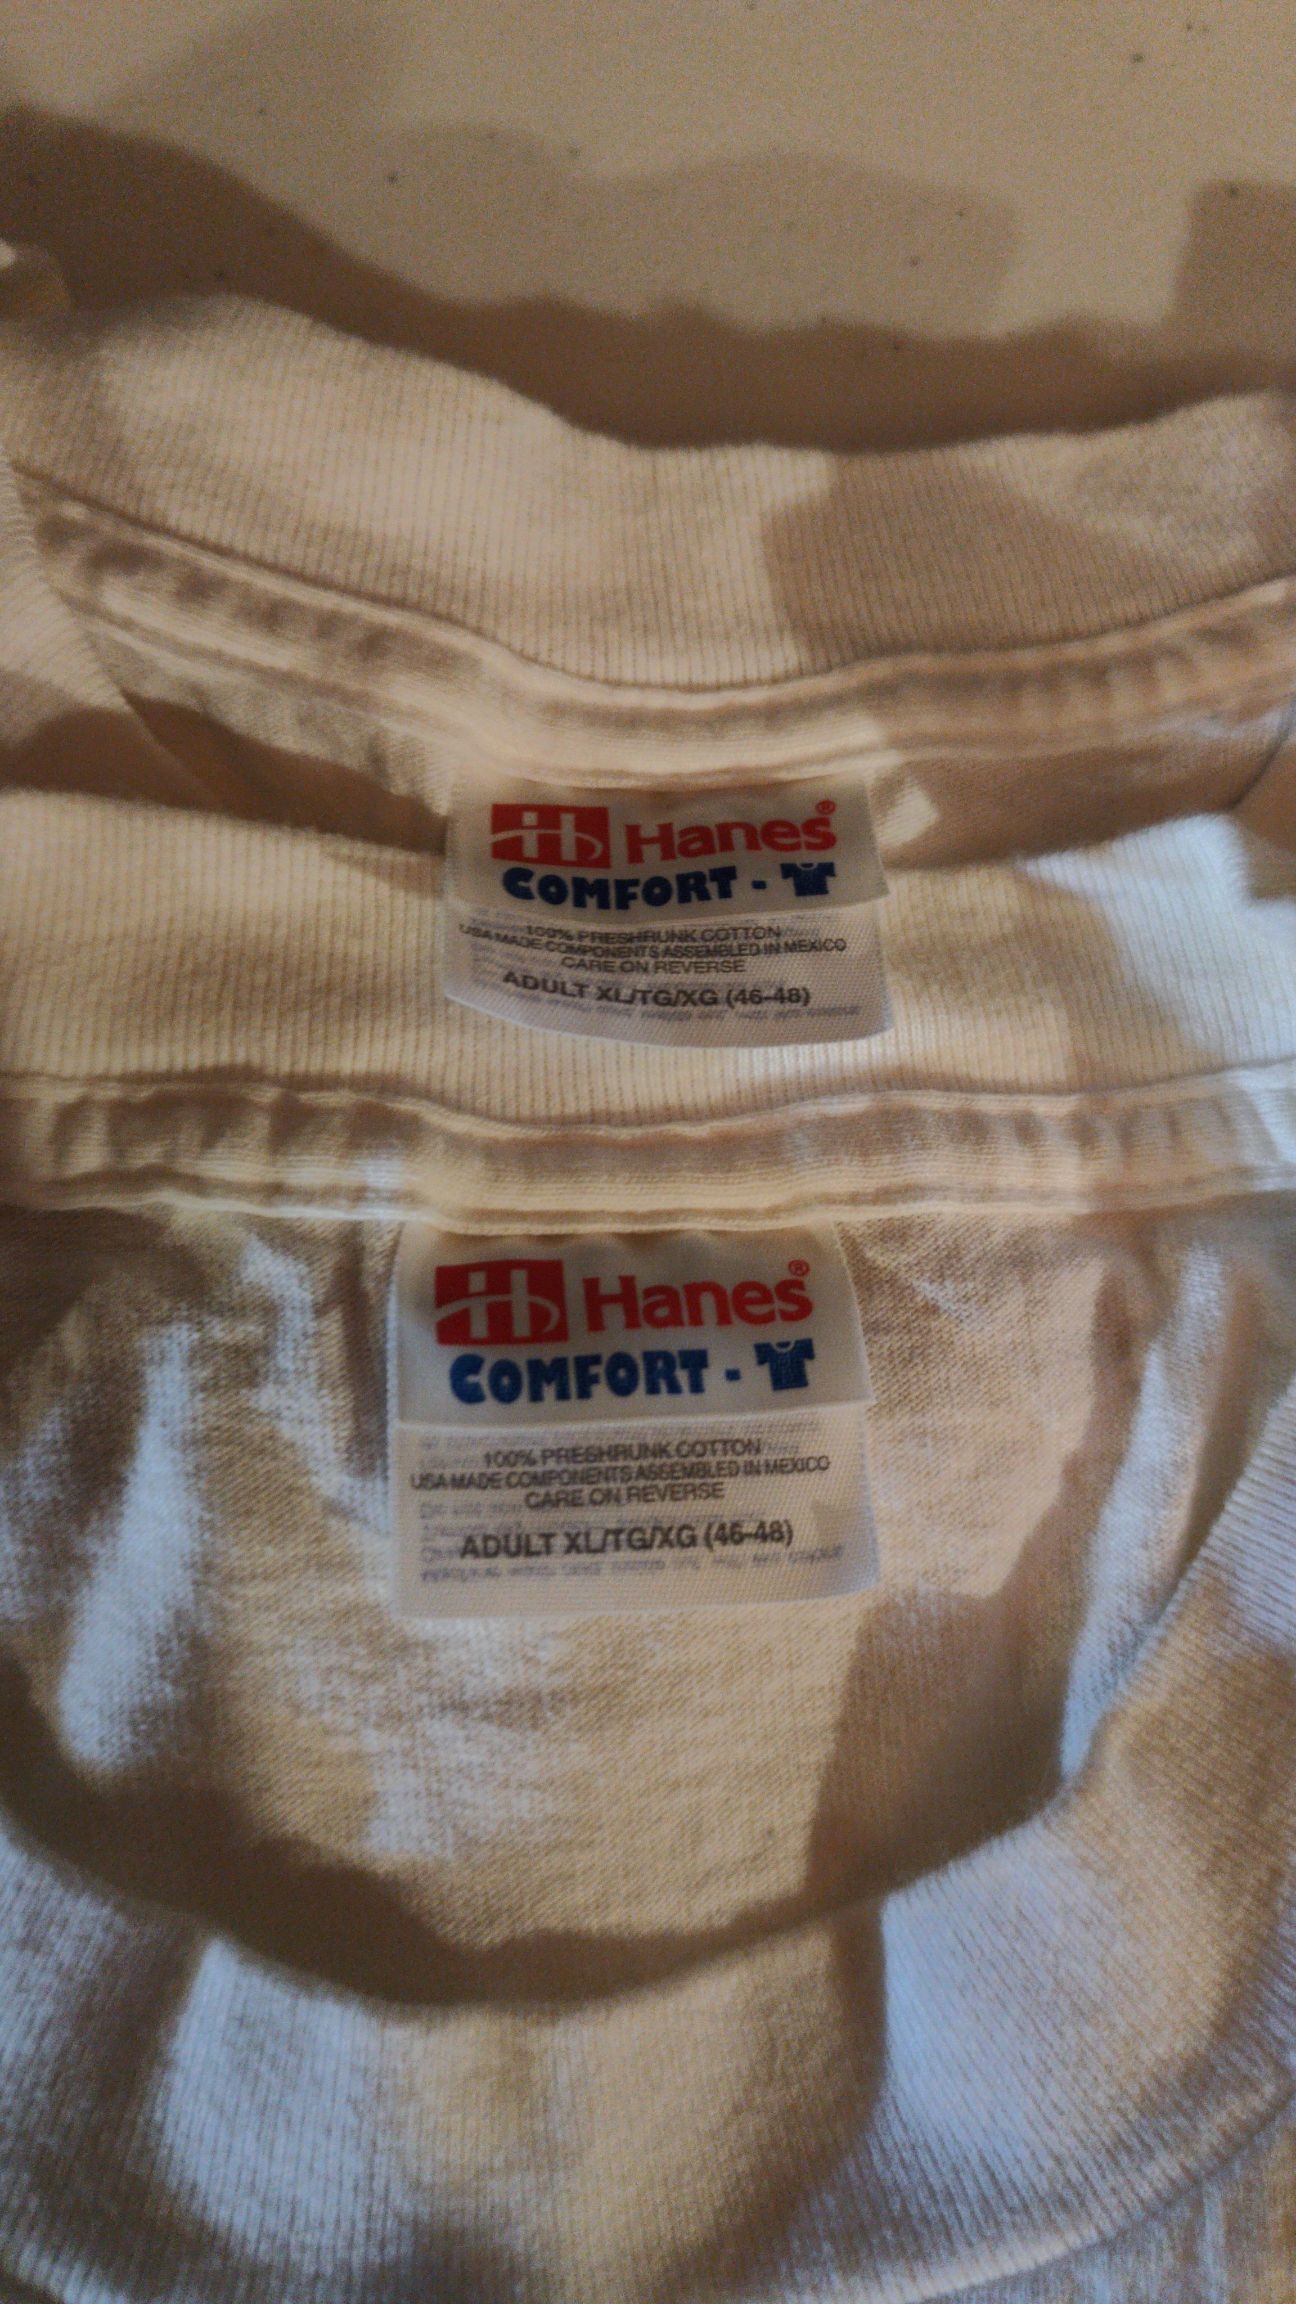 Hanes®
COMFORT -
100% PRESHRUNK COTTON
USA MADE COMPONENTS ASSEMBLED IN MEXICO
CARE ON REVERSE
ADULT XL/TG/XG (46-48)
Hanes®
COMFORT -
100% PRESHRUNK COTTON
USA MADE COMPONENTS ASSEMBLED IN MEXICO
CARE ON REVERSE
ADULT XL/TG/XG (46-48)